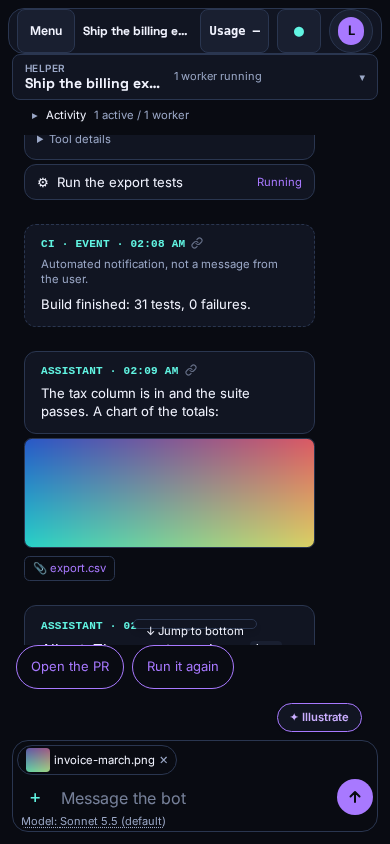 Menu
Ship the billing e…
Usage —
L
HELPER
Ship the billing ex…
1 worker running
Activity 1 active / 1 worker
Tool details
Run the export tests
Running
CI · EVENT · 02:08 AM
Automated notification, not a message from
the user.
Build finished: 31 tests, 0 failures.
ASSISTANT · 02:09 AM
The tax column is in and the suite
passes. A chart of the totals:
export.csv
ASSISTANT · 02
↓ Jump to bottom
Open the PR
Run it again
Illustrate
invoice-march.png ×
+ Message the bot
Model: Sonnet 5.5 (default)